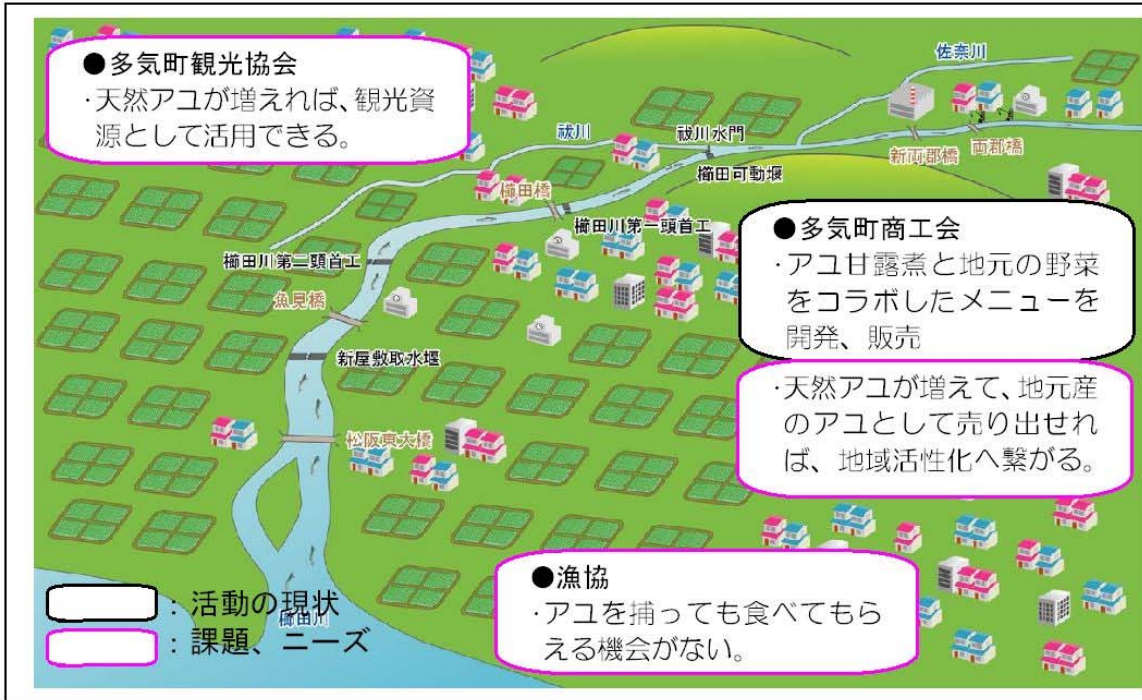 ●多気町観光協会
・天然アユが増えれば、観光資
源として活用できる。
佐奈川
祓川
祓川水門
新両郡橋
両郡橋
櫛田可動堰
櫛田橋
櫛田川第一頭首工
櫛田川第二頭首工
魚見橋
新屋敷取水堰
松阪東大橋
●多気町商工会
・アユ甘露煮と地元の野菜
をコラボしたメニューを
開発、販売
・天然アユが増えて、地元産
のアユとして売り出せれ
ば、地域活性化へ繋がる。
●漁協
・アユを捕っても食べてもら
える機会がない。
：活動の現状
櫛田川
：課題、ニーズ